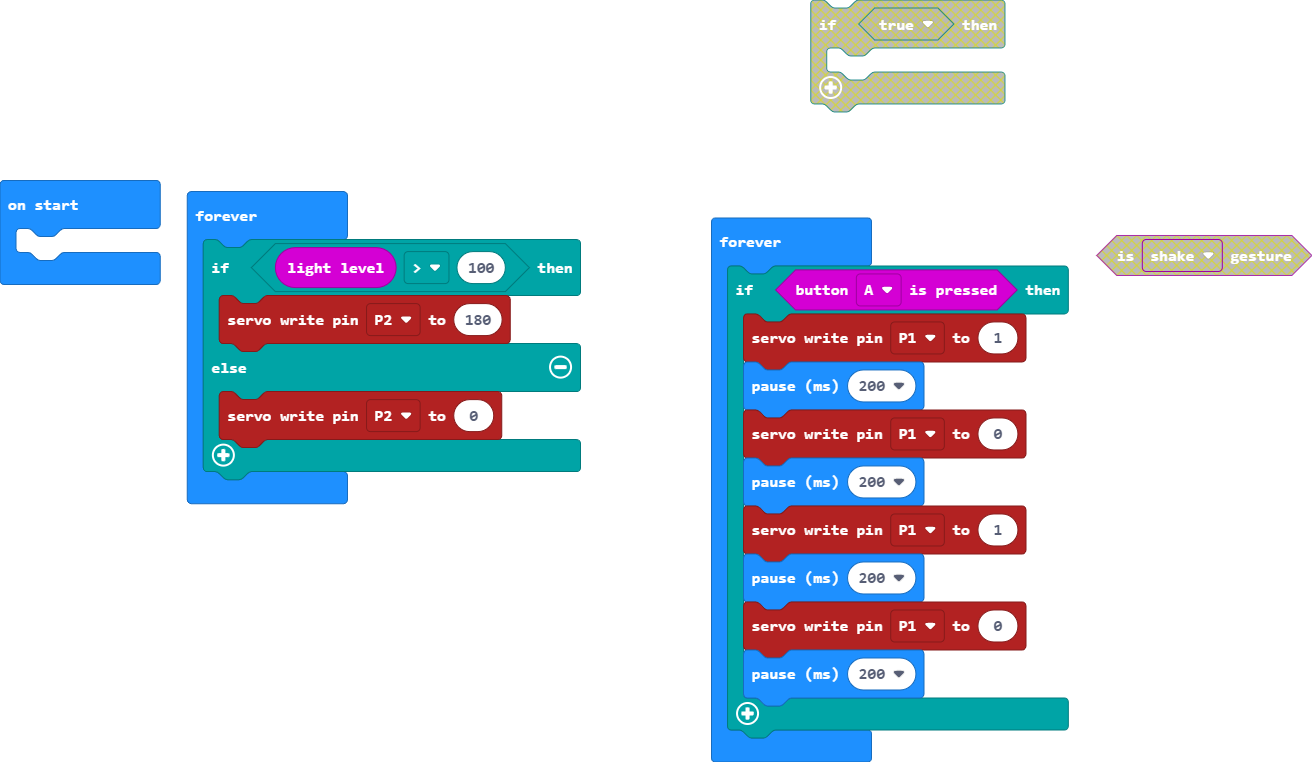 if true then
on start
forever
if light level > 100 then
servo write pin P2 to 180
else
servo write pin P2 to 0
forever
if button A is pressed then
servo write pin P1 to 1
pause (ms) 200
servo write pin P1 to 0
pause (ms) 200
servo write pin P1 to 1
pause (ms) 200
servo write pin P1 to 0
pause (ms) 200
is shake gesture